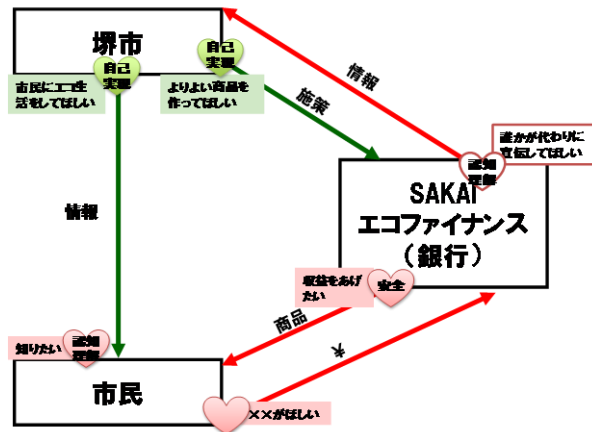 堺市
自己
実現
自己
実現
市民にエコ生
活をしてほしい
よりよい商品を
作ってほしい
情報
施策
認知
理解
誰かが代わりに
宣伝してほしい
SAKAI
エコファイナンス
（銀行）
情報
収益をあげ
たい
安全
商品
知りたい
認知
理解
市民
××がほしい